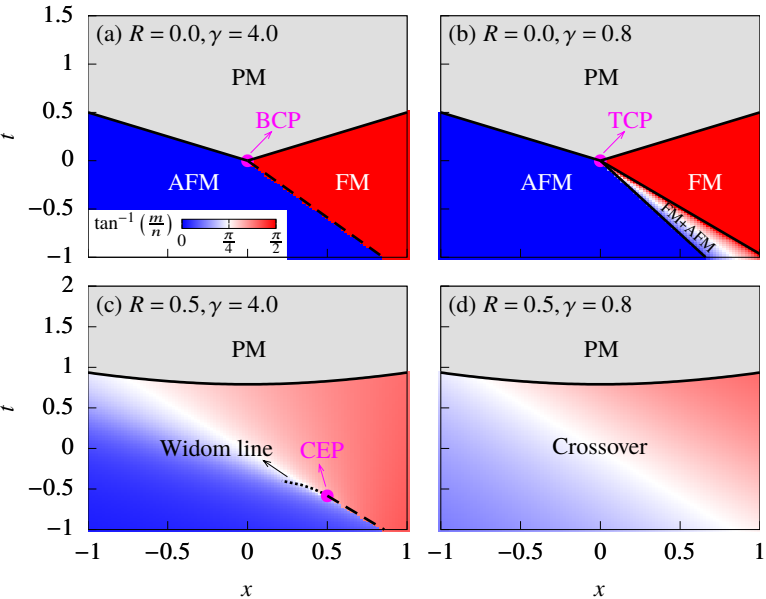 (a) R = 0.0, γ = 4.0
PM
BCP
AFM
FM
tan⁻¹ (m/n)
0
π/4
π/2
1.5
1
0.5
0
−0.5
−1
t
(b) R = 0.0, γ = 0.8
PM
TCP
AFM
FM
FM+AFM
(c) R = 0.5, γ = 4.0
PM
Widom line
CEP
2
1.5
1
0.5
0
−0.5
−1
t
−1
−0.5
0
0.5
1
x
(d) R = 0.5, γ = 0.8
PM
Crossover
−1
−0.5
0
0.5
1
x